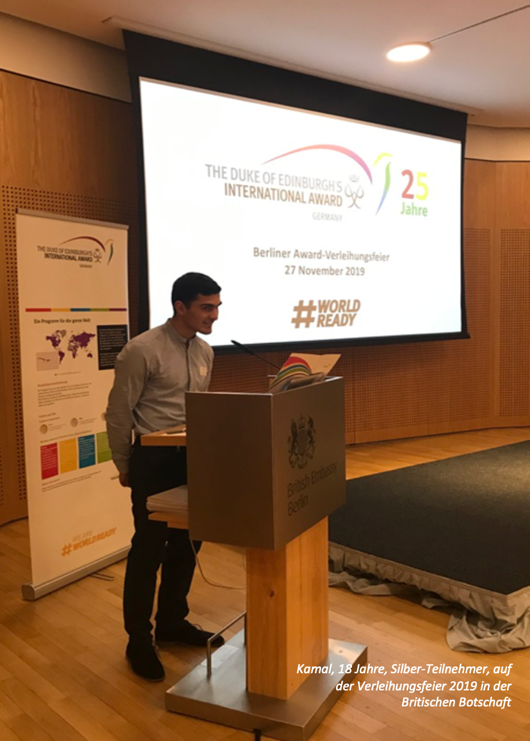 THE DUKE OF EDINBURGH'S
INTERNATIONAL AWARD
GERMANY
25
Jahre
Berliner Award-Verleihungsfeier
27 November 2019
#WORLD
READY
THE DUKE OF EDINBURGH'S
INTERNATIONAL AWARD
GERMANY
Ein Programm für die ganze Welt
WE ARE
#WORLDREADY
British Embassy
Berlin
Kamal, 18 Jahre, Silber-Teilnehmer, auf
der Verleihungsfeier 2019 in der
Britischen Botschaft